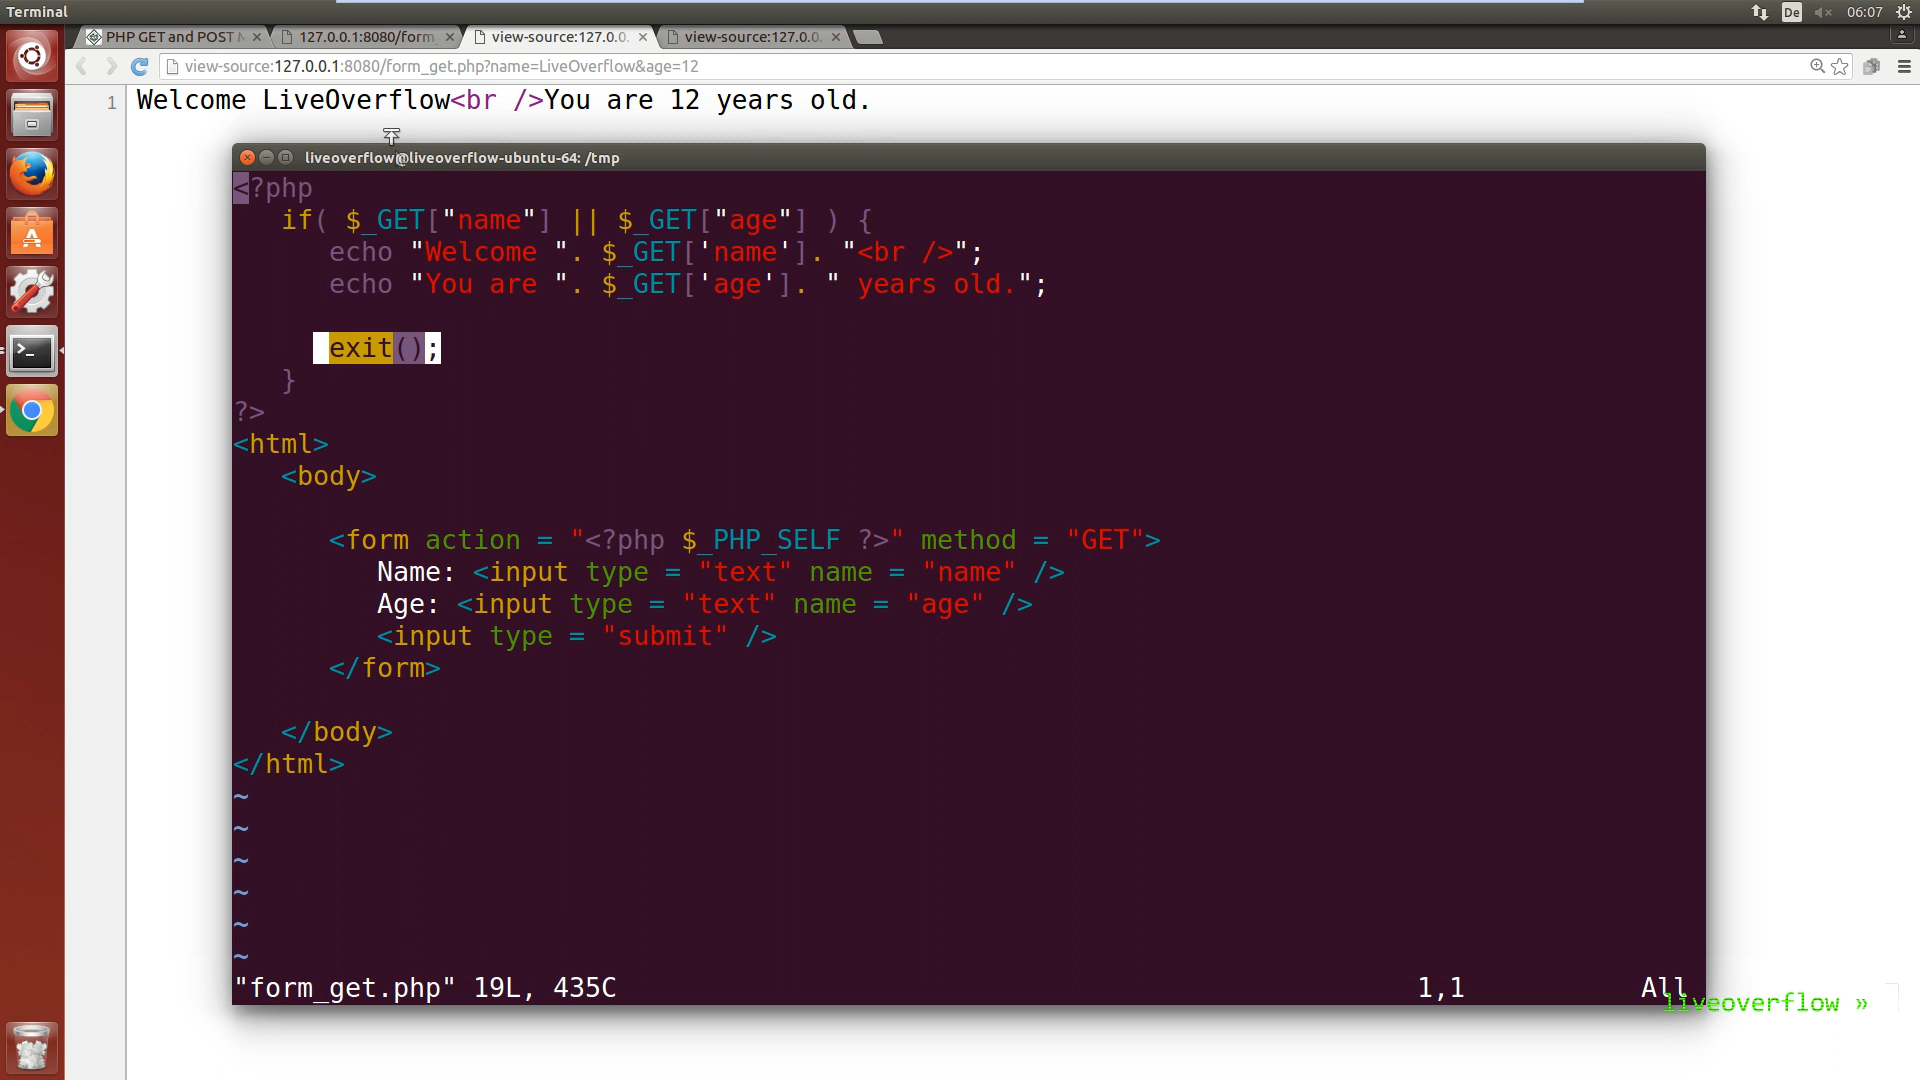 Terminal
De
06:07
PHP GET and POST M
127.0.0.1:8080/form_
view-source:127.0.0.
view-source:127.0.0.
view-source:127.0.0.1:8080/form_get.php?name=LiveOverflow&age=12
1 Welcome LiveOverflow<br />You are 12 years old.
liveoverflow@liveoverflow-ubuntu-64: /tmp
<?php
   if( $_GET["name"] || $_GET["age"] ) {
      echo "Welcome ". $_GET['name']. "<br />";
      echo "You are ". $_GET['age']. " years old.";
      exit();
   }
?>
<html>
   <body>
      <form action = "<?php $_PHP_SELF ?>" method = "GET">
         Name: <input type = "text" name = "name" />
         Age: <input type = "text" name = "age" />
         <input type = "submit" />
      </form>
   </body>
</html>
~
~
~
~
~
~
"form_get.php" 19L, 435C 1,1 All
liveoverflow »